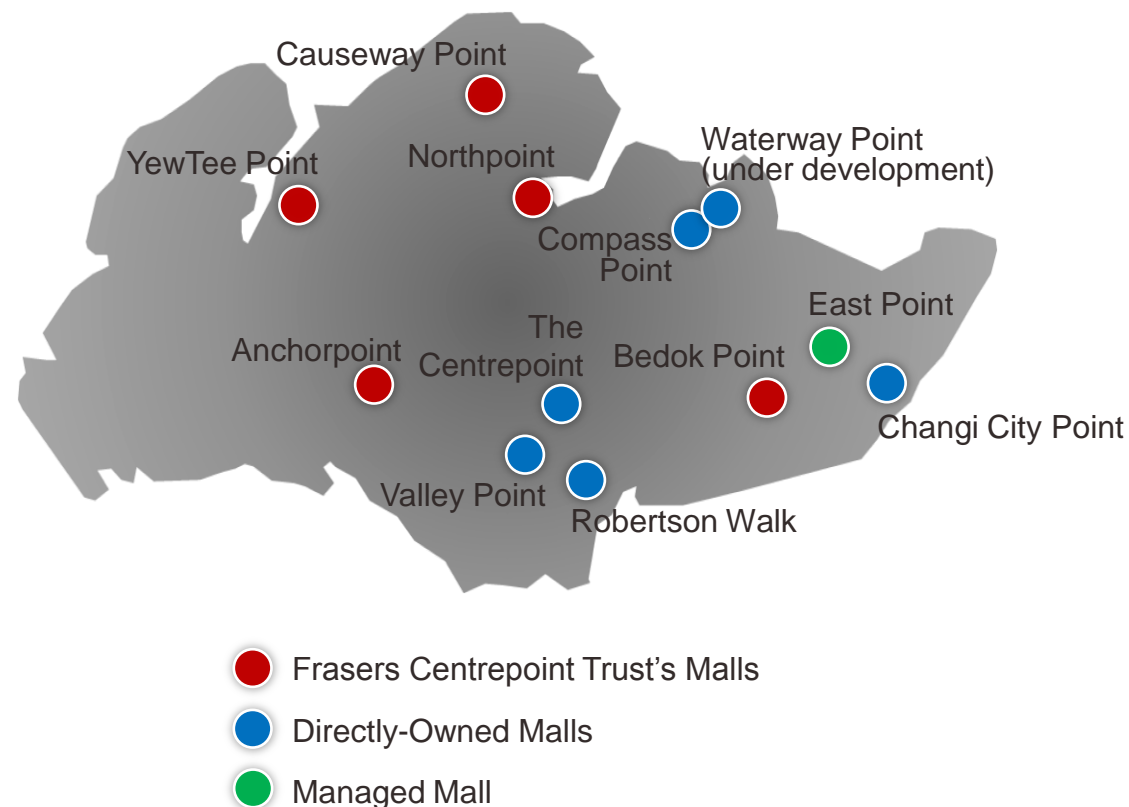 Causeway Point
Waterway Point
(under development)
YewTee Point
Northpoint
Compass
Point
East Point
The
Centrepoint
Anchorpoint
Bedok Point
Changi City Point
Valley Point
Robertson Walk
Frasers Centrepoint Trust’s Malls
Directly-Owned Malls
Managed Mall